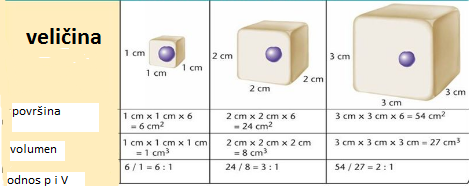 veličina
1 cm
1 cm
1 cm
2 cm
2 cm
2 cm
3 cm
3 cm
3 cm
površina
1 cm x 1 cm x 6
= 6 cm²
2 cm x 2 cm x 6
= 24 cm²
3 cm x 3 cm x 6 = 54 cm²
volumen
1 cm x 1 cm x 1 cm
= 1 cm³
2 cm x 2 cm x 2 cm
= 8 cm³
3 cm x 3 cm x 3 cm = 27 cm³
odnos p i V
6 / 1 = 6 : 1
24 / 8 = 3 : 1
54 / 27 = 2 : 1